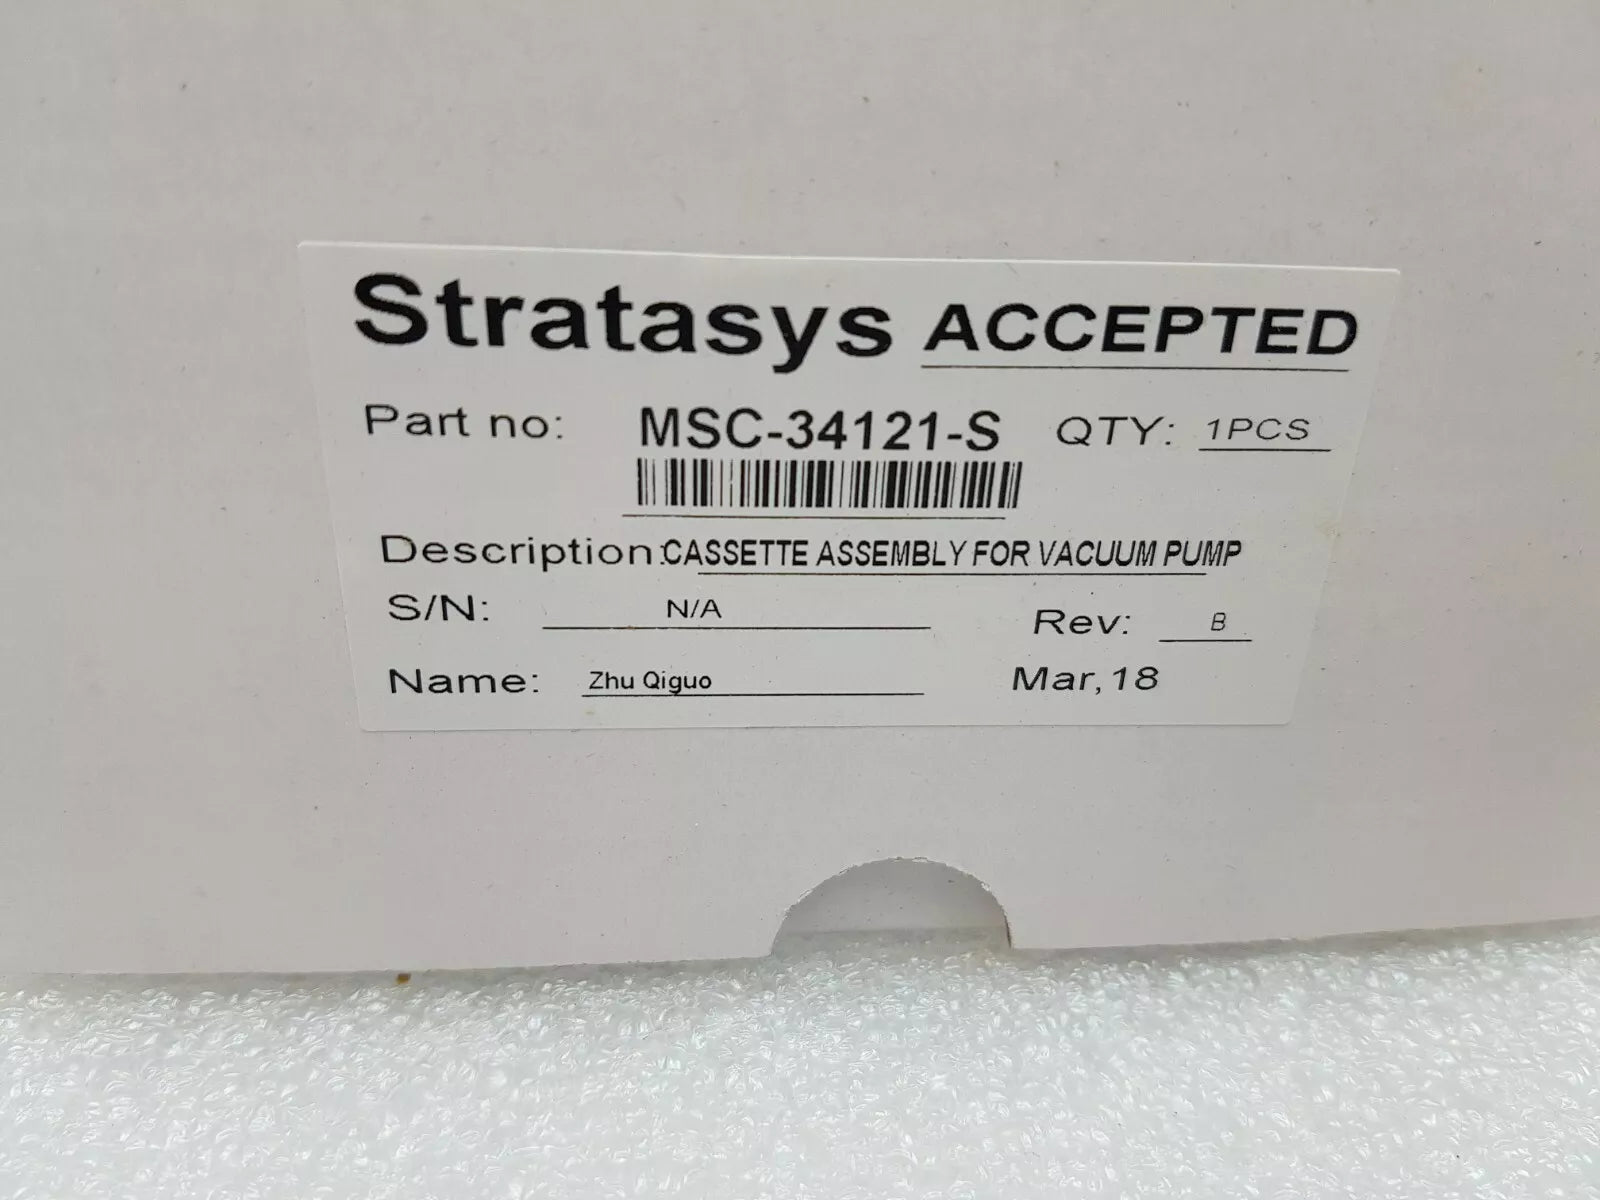 Stratasys ACCEPTED
Part no: MSC-34121-S QTY: 1PCS
Description:CASSETTE ASSEMBLY FOR VACUUM PUMP
S/N: N/A Rev: B
Name: Zhu Qiguo Mar,18